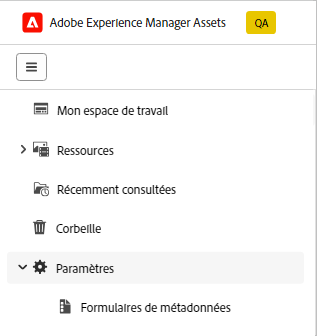 Adobe Experience Manager Assets QA
Mon espace de travail
Ressources
Récemment consultées
Corbeille
Paramètres
Formulaires de métadonnées